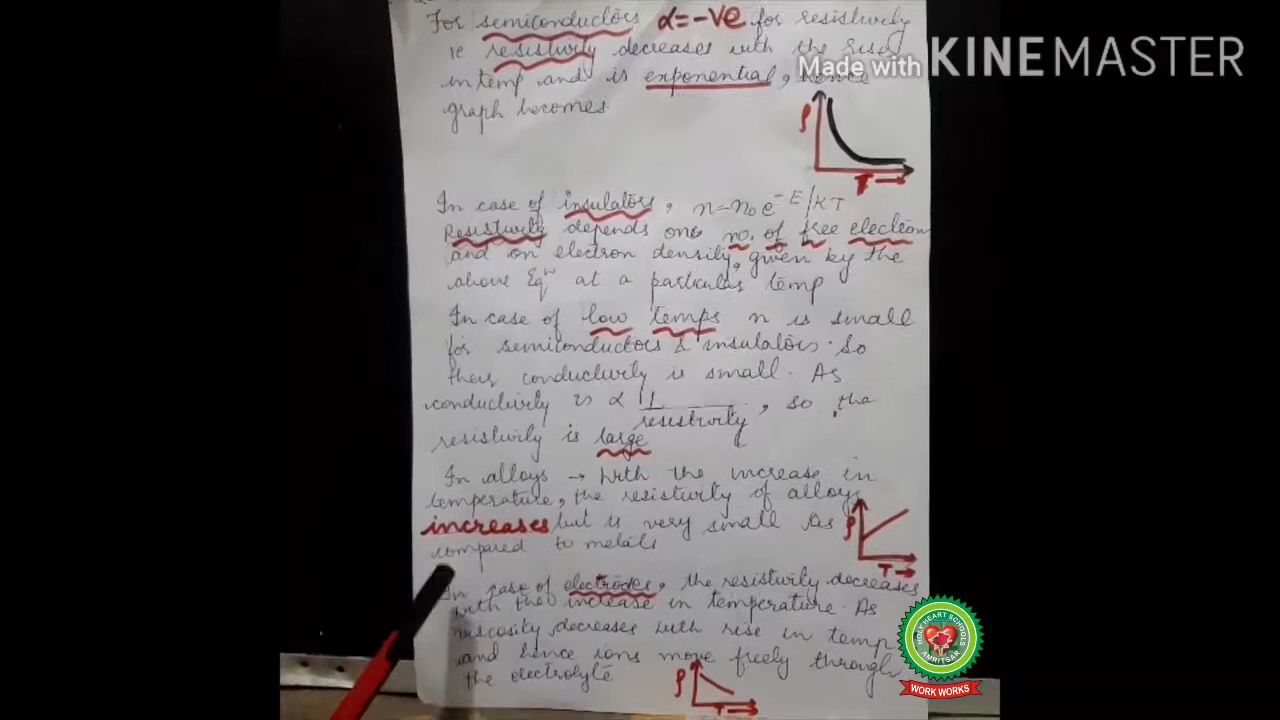 For semiconductors α=-ve for resistivity
ie resistivity decreases with the rise
in temp and is exponential, hence
graph becomes
Made with KINEMASTER
ρ
T
In case of insulators, n=n₀e^-E/KT
Resistivity depends on no. of free electron
and on electron density, given by the
above Eqⁿ at a particular temp
In case of low temps n is small
for semiconductors & insulators. So
their conductivity is small. As
conductivity is α 1/resistivity, so the
resistivity is large
In alloys → With the increase in
temperature, the resistivity of alloys
increases but is very small as
compared to metals
ρ
T
In case of electrodes, the resistivity decreases
with the increase in temperature. As
viscosity decreases with rise in temp
and hence ions move freely through
the electrolyte
ρ
T
HOLY HEART SCHOOLS
AMRITSAR
WORK WORKS